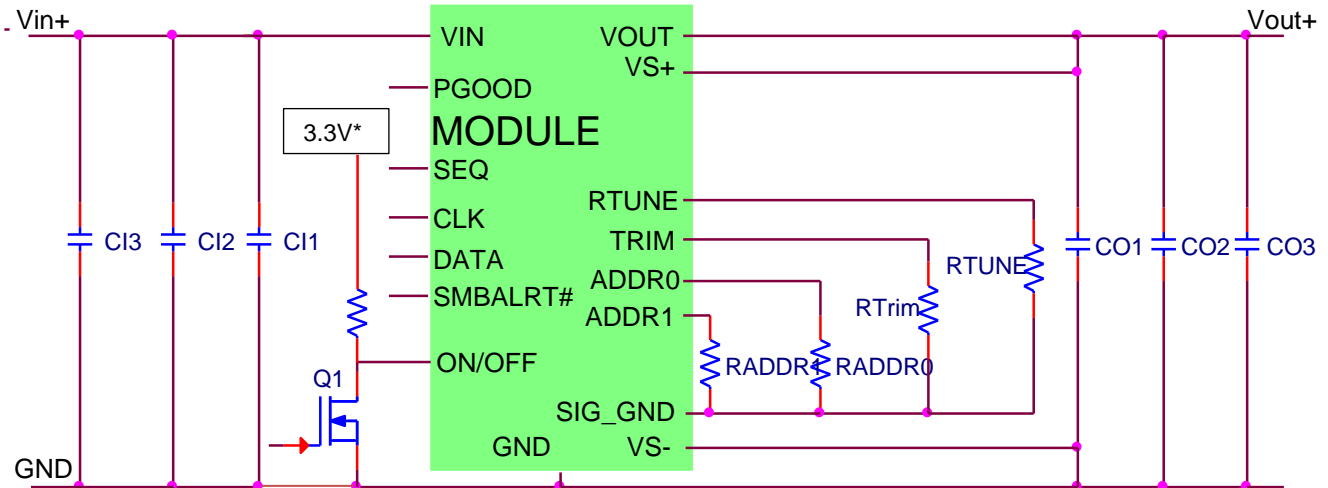 Vin+
Vout+
VIN
VOUT
VS+
PGOOD
MODULE
3.3V*
SEQ
RTUNE
CLK
TRIM
CI3
CI2
CI1
CO1
CO2
CO3
DATA
RTUNE
ADDR0
SMBALRT#
RTrim
ADDR1
ON/OFF
RADDR1
RADDR0
Q1
SIG_GND
GND
VS-
GND